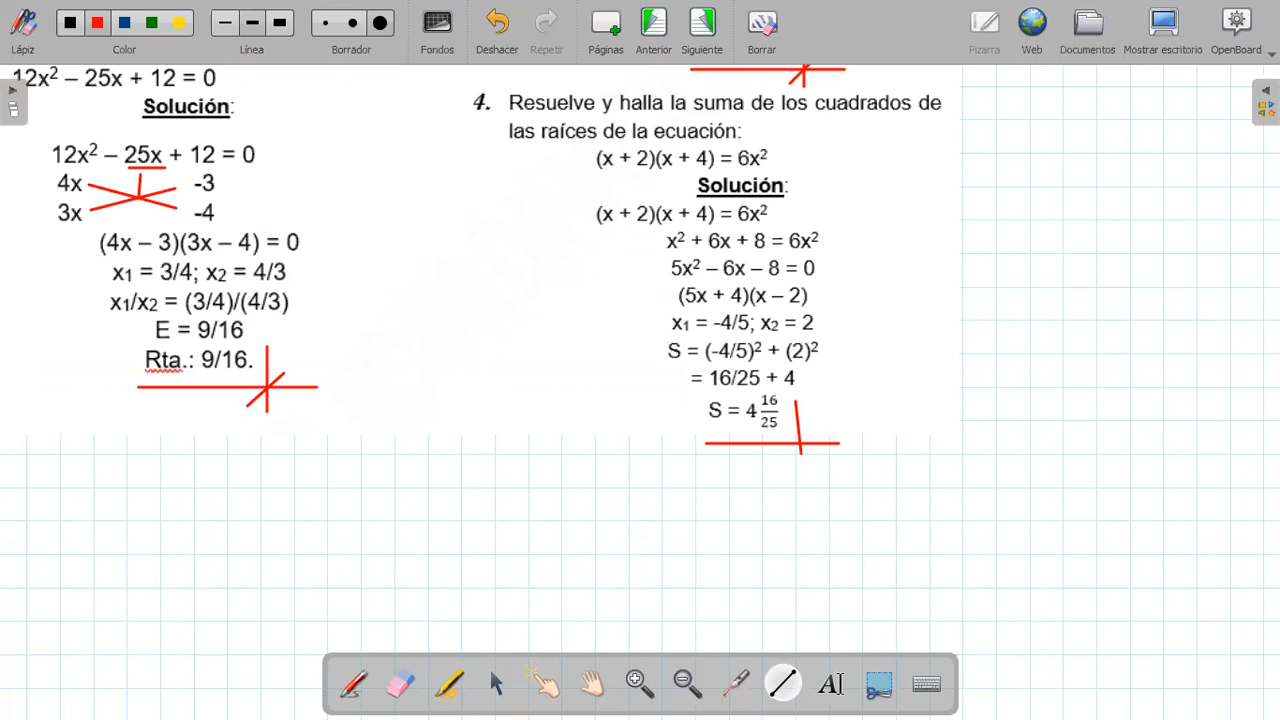 Lápiz Color Línea Borrador Fondos Deshacer Repetir Páginas Anterior Siguiente Borrar Pizarra Web Documentos Mostrar escritorio OpenBoard
12x² – 25x + 12 = 0
Solución:
12x² – 25x + 12 = 0
4x -3
3x -4
(4x – 3)(3x – 4) = 0
x₁ = 3/4; x₂ = 4/3
x₁/x₂ = (3/4)/(4/3)
E = 9/16
Rta.: 9/16.
4. Resuelve y halla la suma de los cuadrados de
las raíces de la ecuación:
(x + 2)(x + 4) = 6x²
Solución:
(x + 2)(x + 4) = 6x²
x² + 6x + 8 = 6x²
5x² – 6x – 8 = 0
(5x + 4)(x – 2)
x₁ = -4/5; x₂ = 2
S = (-4/5)² + (2)²
= 16/25 + 4
S = 4 16/25
AI